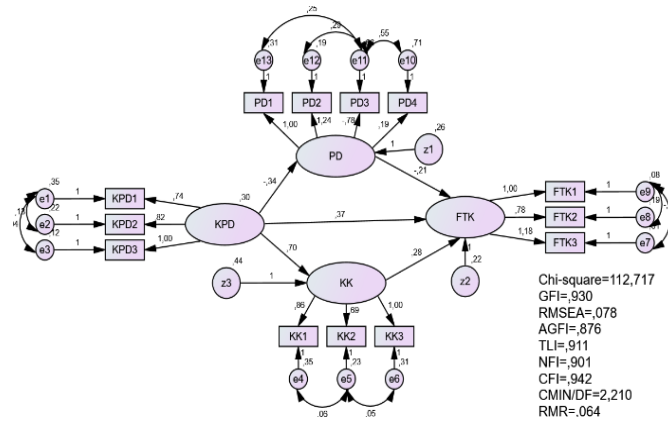 ,25
,31 ,29 ,55 ,71
,19
e13 e12 e11 e10
1 1 1 1
PD1 PD2 PD3 PD4
1,00 1,24 -,78 ,19
,26
PD 1 z1
-,34 -,21
,35 ,08
e1 1 KPD1 ,74 ,30 1,00 FTK1 1 e9
e2 1 KPD2 ,82 KPD ,37 FTK ,78 FTK2 1 e8
e3 1 KPD3 1,00 1,18 FTK3 1 e7
,70 ,28
,44 ,22
z3 1 KK z2
,86 ,69 1,00
KK1 KK2 KK3
1 1 1
,35 ,23 ,31
e4 e5 e6
,06 ,05
Chi-square=112,717
GFI=,930
RMSEA=,078
AGFI=,876
TLI=,911
NFI=,901
CFI=,942
CMIN/DF=2,210
RMR=,064